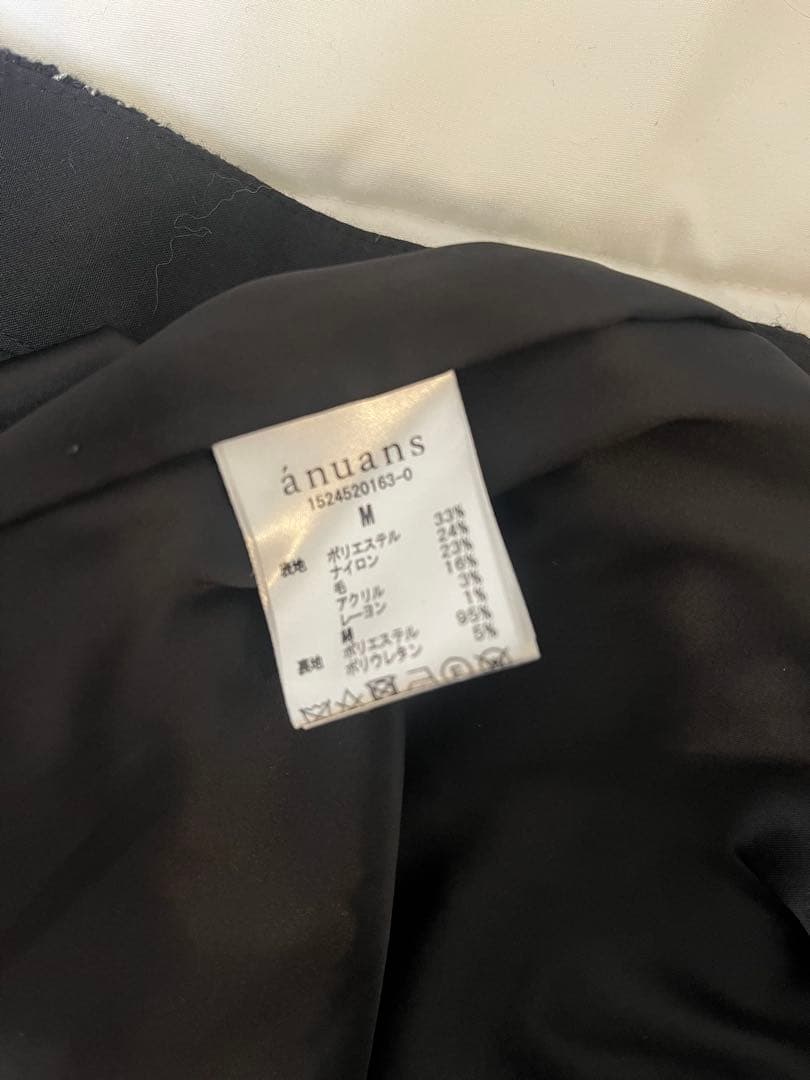 ánuans
1524520163-0
M
表地 ポリエステル 33%
ナイロン 24%
毛 23%
アクリル 16%
レーヨン 3%
1%
裏地 ポリエステル 95%
ポリウレタン 5%